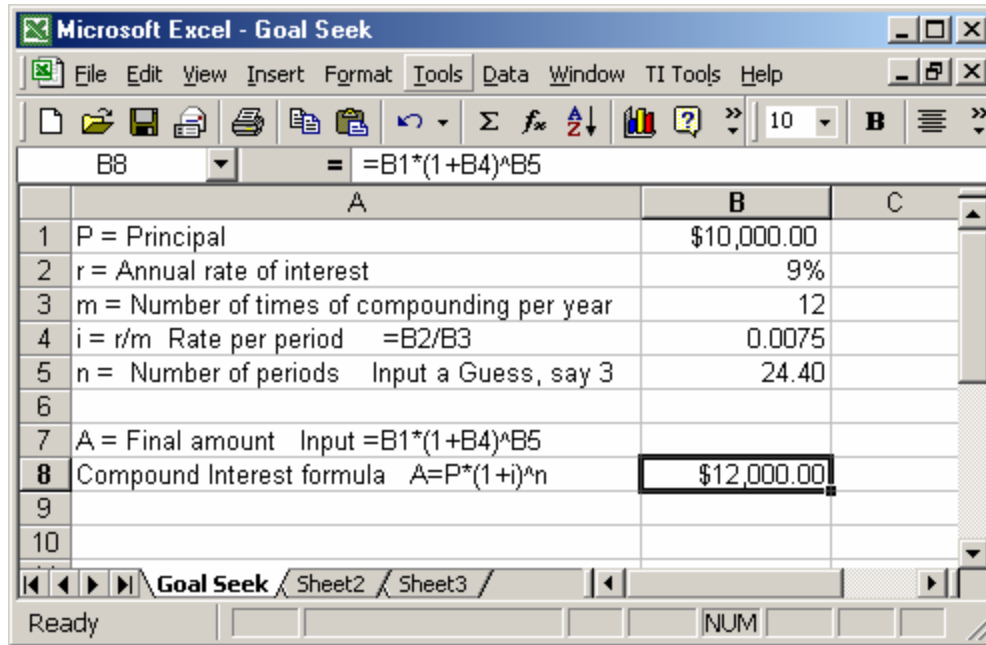 Microsoft Excel - Goal Seek
File Edit View Insert Format Tools Data Window TI Tools Help
Σ fx A Z 10 B
B8 = =B1*(1+B4)^B5
A B C
1 P = Principal $10,000.00
2 r = Annual rate of interest 9%
3 m = Number of times of compounding per year 12
4 i = r/m Rate per period =B2/B3 0.0075
5 n = Number of periods Input a Guess, say 3 24.40
6
7 A = Final amount Input =B1*(1+B4)^B5
8 Compound Interest formula A=P*(1+i)^n $12,000.00
9
10
Goal Seek Sheet2 Sheet3
Ready NUM